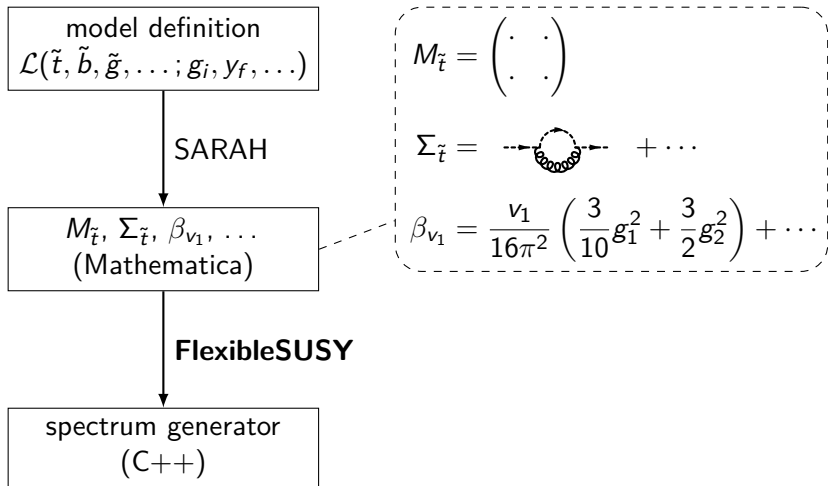 model definition
ℒ(t̃, b̃, g̃, …; gᵢ, y_f, …)
SARAH
M_t̃, Σ_t̃, β_v₁, …
(Mathematica)
FlexibleSUSY
spectrum generator
(C++)
M_t̃ = ( · · · · )
Σ_t̃ = + ⋯
β_v₁ = v₁/16π² (3/10 g₁² + 3/2 g₂²) + ⋯